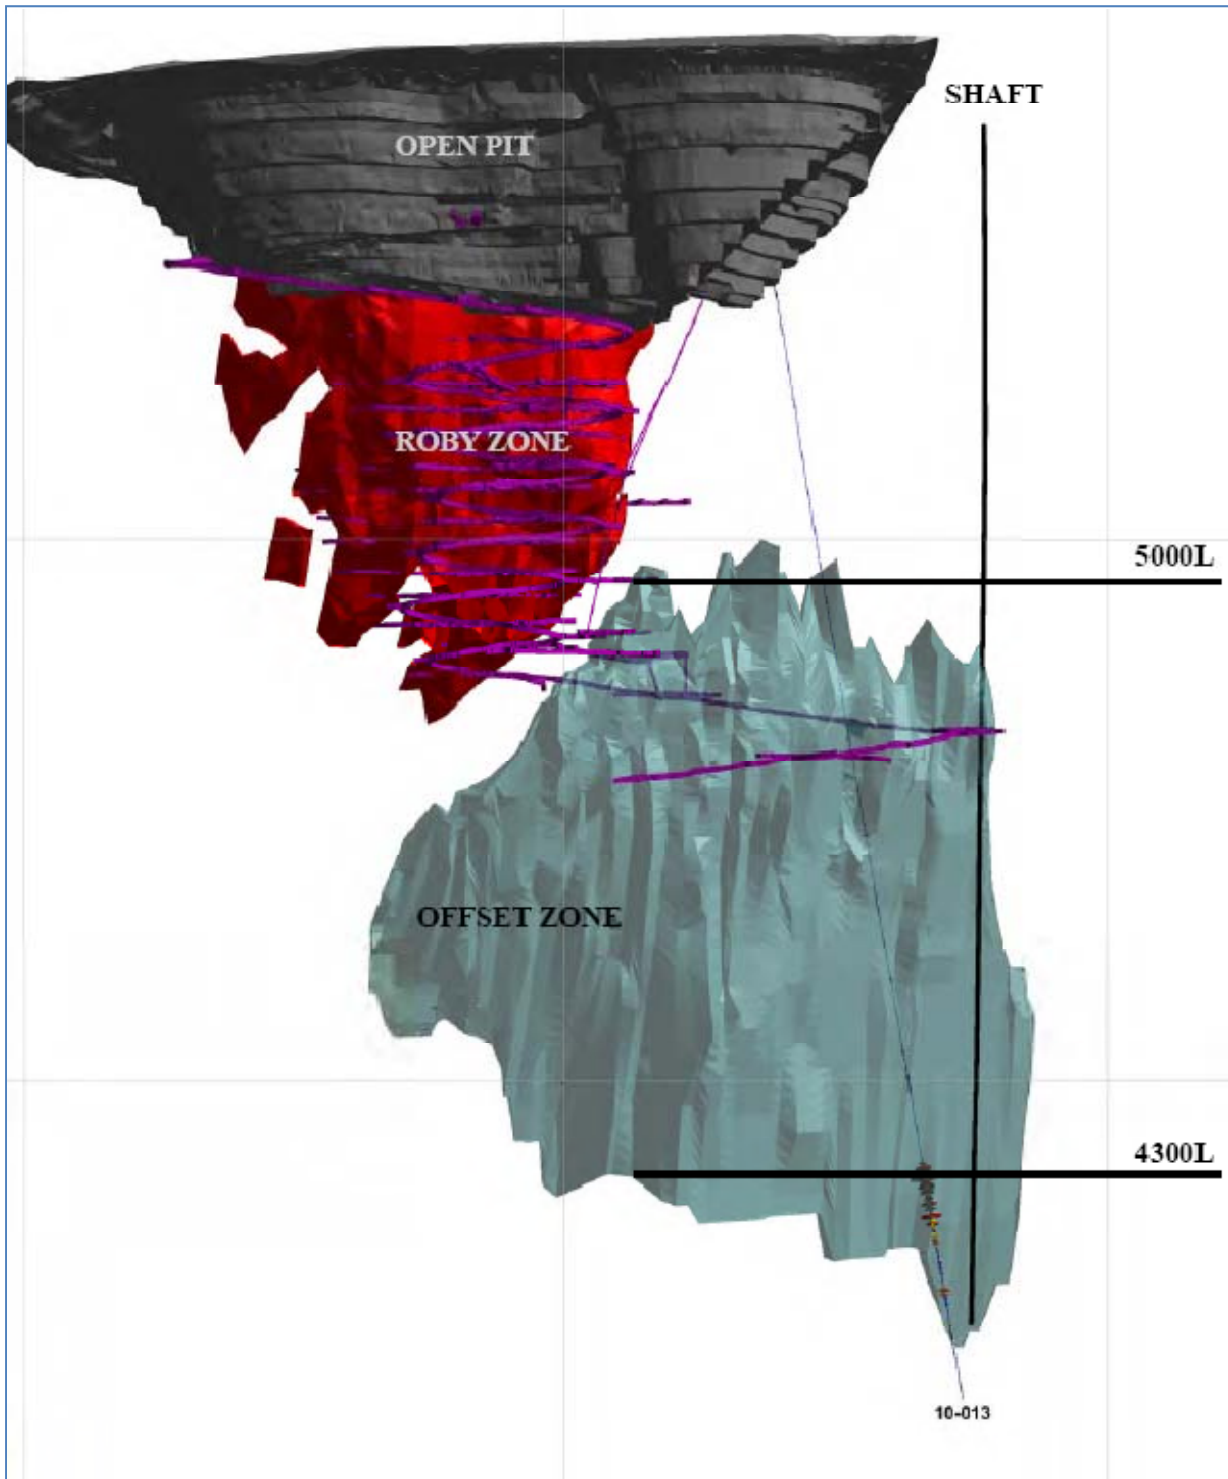 SHAFT
OPEN PIT
ROBY ZONE
5000L
OFFSET ZONE
4300L
10-013